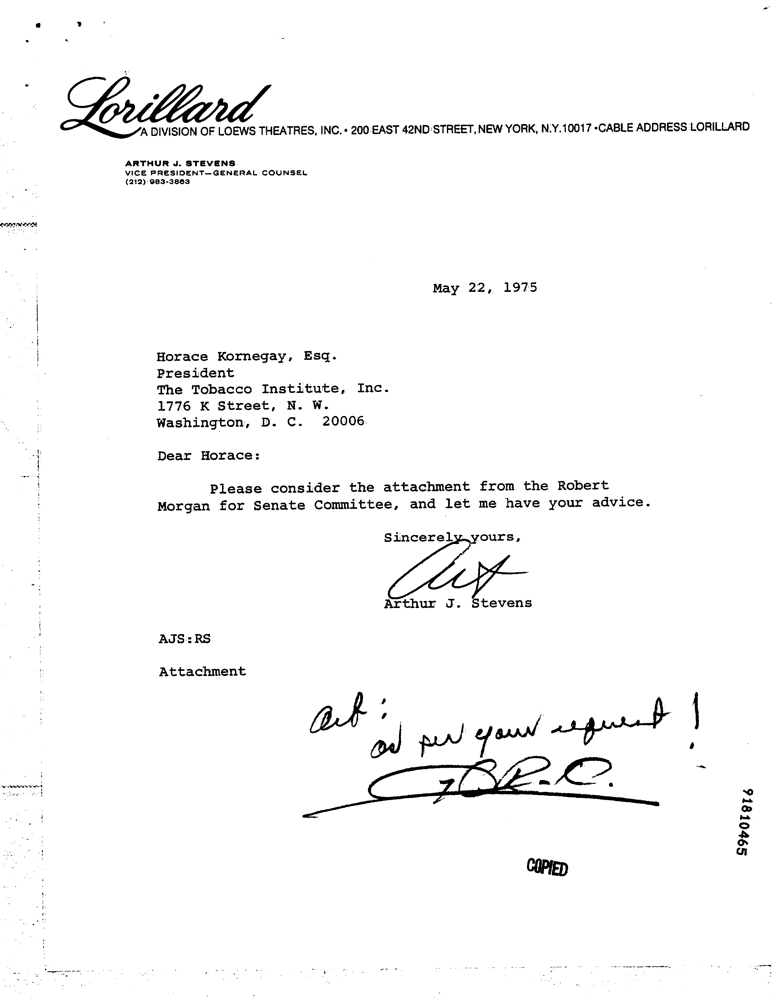 Lorillard
A DIVISION OF LOEWS THEATRES, INC. • 200 EAST 42ND STREET, NEW YORK, N.Y. 10017 • CABLE ADDRESS LORILLARD
ARTHUR J. STEVENS
VICE PRESIDENT—GENERAL COUNSEL
(212) 983-3863
May 22, 1975
Horace Kornegay, Esq.
President
The Tobacco Institute, Inc.
1776 K Street, N. W.
Washington, D. C. 20006
Dear Horace:
Please consider the attachment from the Robert
Morgan for Senate Committee, and let me have your advice.
Sincerely yours,
Art
Arthur J. Stevens
AJS:RS
Attachment
Art:
as per your request!
COPIED
91810465